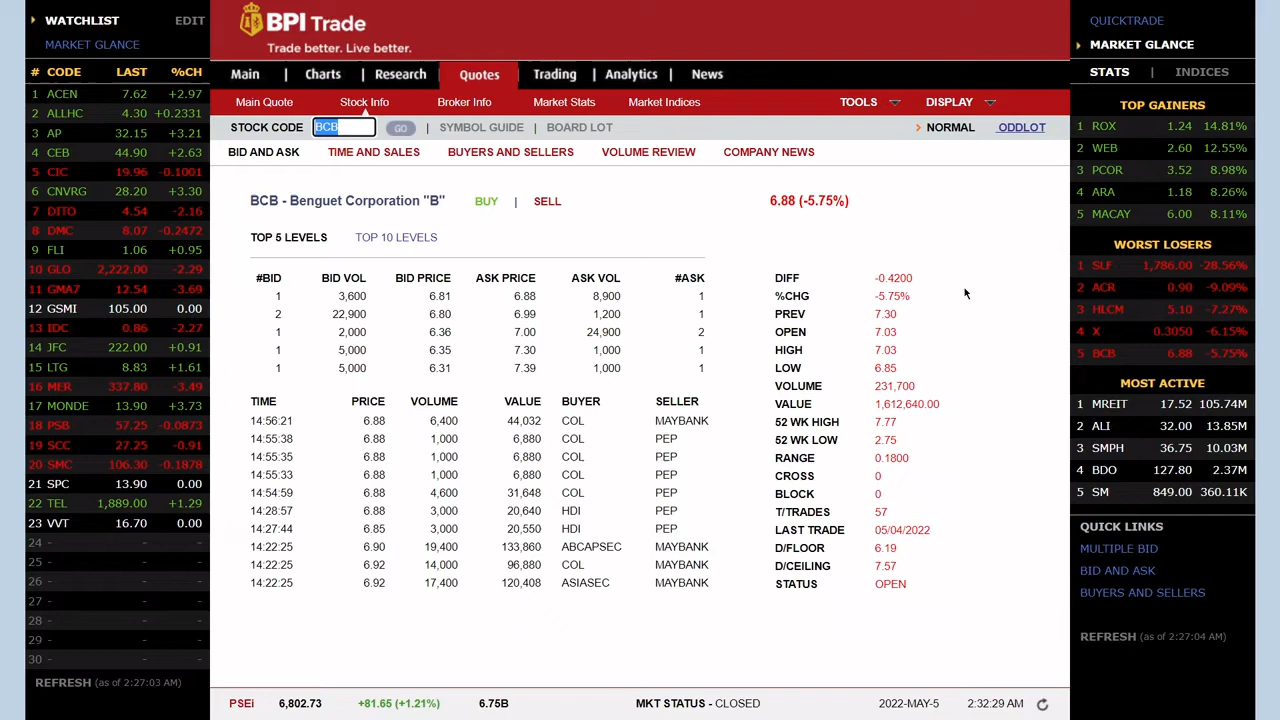 WATCHLIST EDIT
MARKET GLANCE
# CODE LAST %CH
1 ACEN 7.62 +2.97
2 ALLHC 4.30 +0.2331
3 AP 32.15 +3.21
4 CEB 44.90 +2.63
5 CIC 19.96 -0.1001
6 CNVRG 28.20 +3.30
7 DITO 4.54 -2.16
8 DMC 8.07 -0.2472
9 FLI 1.06 +0.95
10 GLO 2,222.00 -2.29
11 GMA7 12.54 -3.69
12 GSMI 105.00 0.00
13 IDC 0.86 -2.27
14 JFC 222.00 +0.91
15 LTG 8.83 +1.61
16 MER 337.80 -3.49
17 MONDE 13.90 +3.73
18 PSB 57.25 -0.0873
19 SCC 27.25 -0.91
20 SMC 106.30 -0.1878
21 SPC 13.90 0.00
22 TEL 1,889.00 +1.29
23 VVT 16.70 0.00
24 - - -
25 - - -
26 - - -
27 - - -
28 - - -
29 - - -
30 - - -
REFRESH (as of 2:27:03 AM)
BPI Trade
Trade better. Live better.
Main | Charts | Research Quotes Trading | Analytics | News
Main Quote Stock Info Broker Info Market Stats Market Indices TOOLS DISPLAY
STOCK CODE BCB GO | SYMBOL GUIDE | BOARD LOT NORMAL ODDLOT
BID AND ASK TIME AND SALES BUYERS AND SELLERS VOLUME REVIEW COMPANY NEWS
BCB - Benguet Corporation "B" BUY | SELL 6.88 (-5.75%)
TOP 5 LEVELS TOP 10 LEVELS
#BID BID VOL BID PRICE ASK PRICE ASK VOL #ASK
1 3,600 6.81 6.88 8,900 1
2 22,900 6.80 6.99 1,200 1
1 2,000 6.36 7.00 24,900 2
1 5,000 6.35 7.30 1,000 1
1 5,000 6.31 7.39 1,000 1
TIME PRICE VOLUME VALUE BUYER SELLER
14:56:21 6.88 6,400 44,032 COL MAYBANK
14:55:38 6.88 1,000 6,880 COL PEP
14:55:35 6.88 1,000 6,880 COL PEP
14:55:33 6.88 1,000 6,880 COL PEP
14:54:59 6.88 4,600 31,648 COL PEP
14:28:57 6.88 3,000 20,640 HDI PEP
14:27:44 6.85 3,000 20,550 HDI PEP
14:22:25 6.90 19,400 133,860 ABCAPSEC MAYBANK
14:22:25 6.92 14,000 96,880 COL MAYBANK
14:22:25 6.92 17,400 120,408 ASIASEC MAYBANK
DIFF -0.4200
%CHG -5.75%
PREV 7.30
OPEN 7.03
HIGH 7.03
LOW 6.85
VOLUME 231,700
VALUE 1,612,640.00
52 WK HIGH 7.77
52 WK LOW 2.75
RANGE 0.1800
CROSS 0
BLOCK 0
T/TRADES 57
LAST TRADE 05/04/2022
D/FLOOR 6.19
D/CEILING 7.57
STATUS OPEN
PSEi 6,802.73 +81.65 (+1.21%) 6.75B MKT STATUS - CLOSED 2022-MAY-5 2:32:29 AM
QUICKTRADE
MARKET GLANCE
STATS | INDICES
TOP GAINERS
1 ROX 1.24 14.81%
2 WEB 2.60 12.55%
3 PCOR 3.52 8.98%
4 ARA 1.18 8.26%
5 MACAY 6.00 8.11%
WORST LOSERS
1 SLF 1,786.00 -28.56%
2 ACR 0.90 -9.09%
3 HLCM 5.10 -7.27%
4 X 0.3050 -6.15%
5 BCB 6.88 -5.75%
MOST ACTIVE
1 MREIT 17.52 105.74M
2 ALI 32.00 13.85M
3 SMPH 36.75 10.03M
4 BDO 127.80 2.37M
5 SM 849.00 360.11K
QUICK LINKS
MULTIPLE BID
BID AND ASK
BUYERS AND SELLERS
REFRESH (as of 2:27:04 AM)